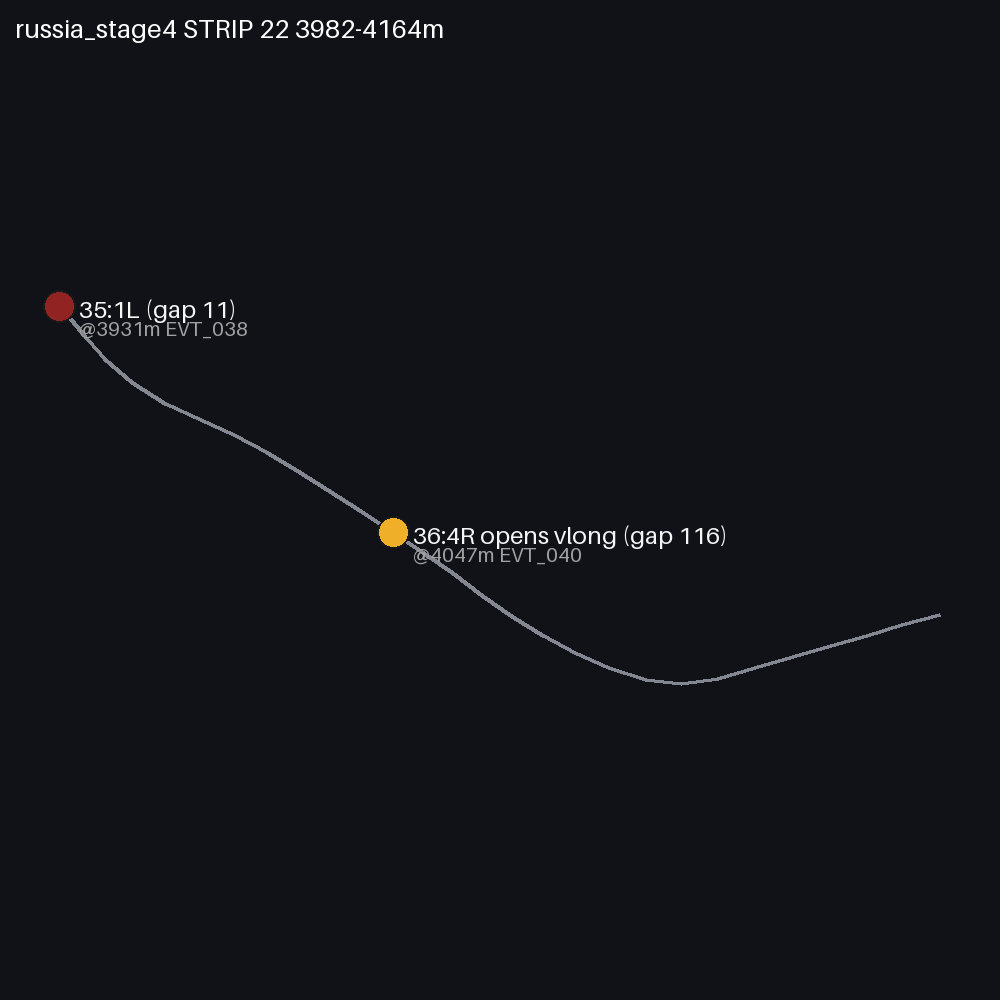 russia_stage4 STRIP 22 3982-4164m
35:1L (gap 11)
@3931m EVT_038
36:4R opens vlong (gap 116)
@4047m EVT_040